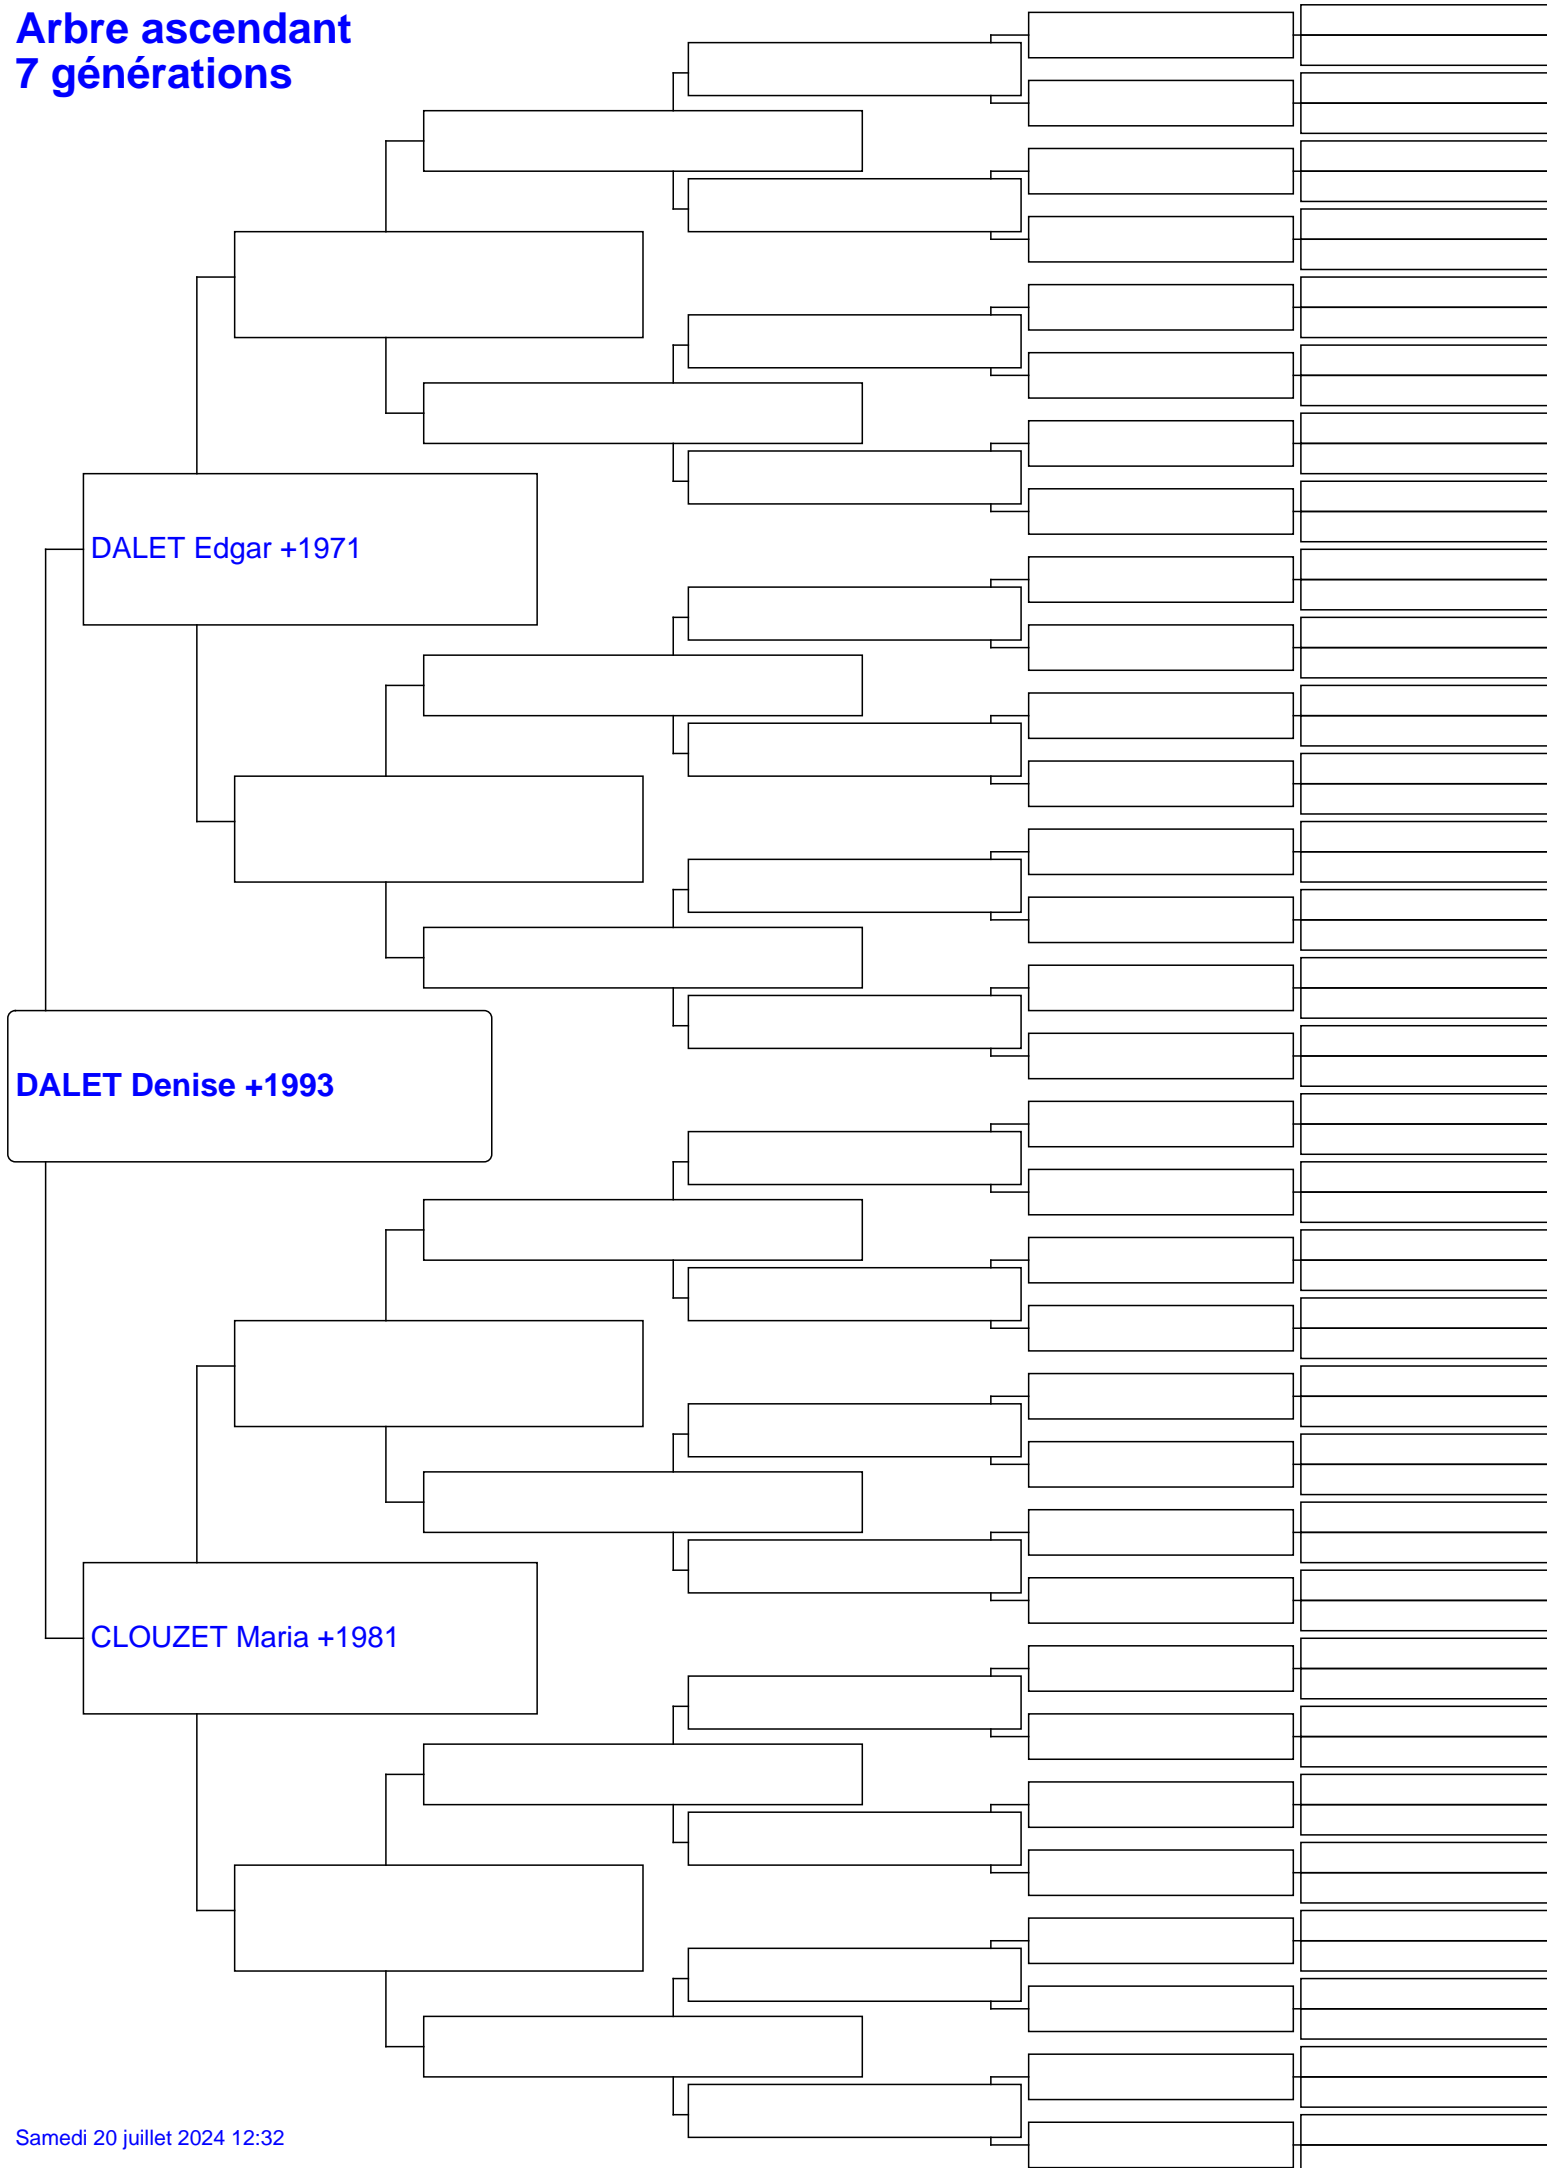 Arbre ascendant
7 générations
DALET Edgar +1971
DALET Denise +1993
CLOUZET Maria +1981
Samedi 20 juillet 2024 12:32